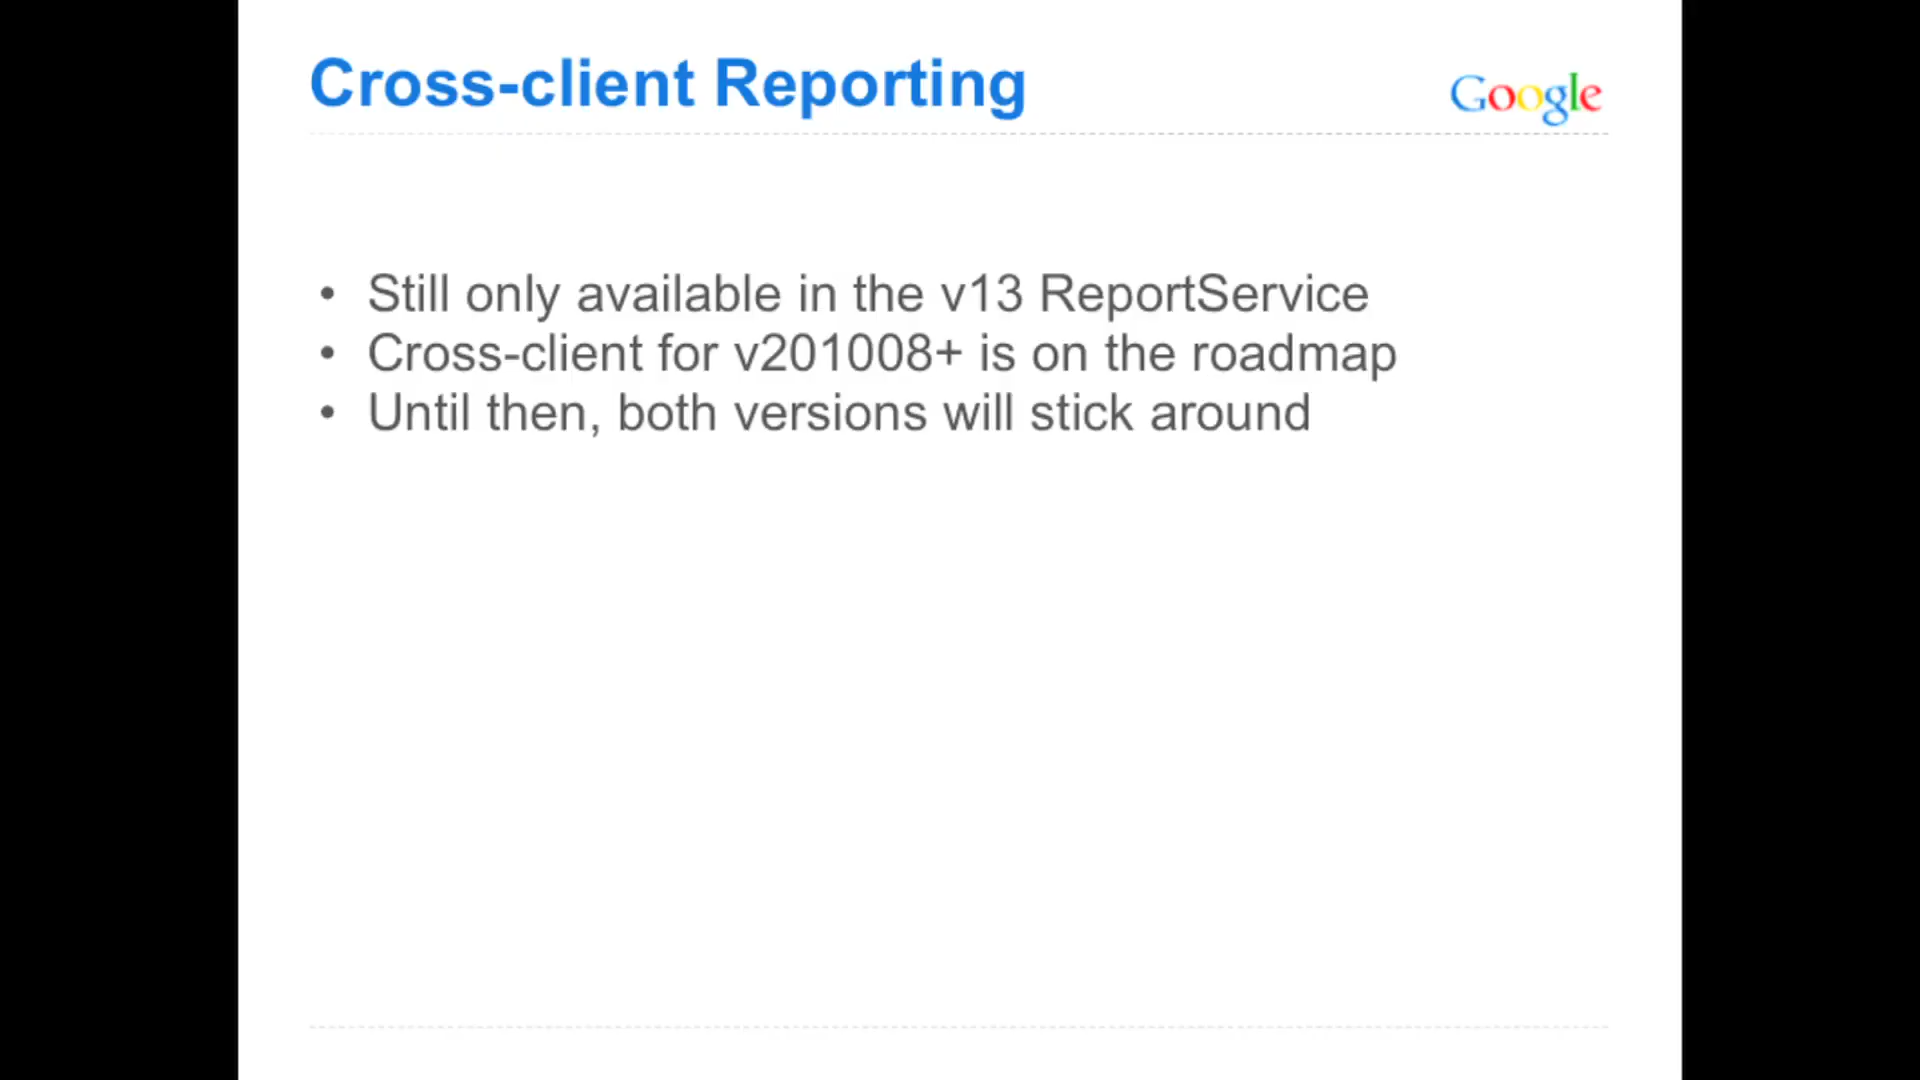 Cross-client Reporting
Google
• Still only available in the v13 ReportService
• Cross-client for v201008+ is on the roadmap
• Until then, both versions will stick around